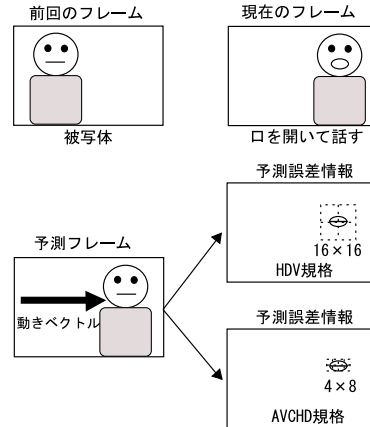 前回のフレーム
現在のフレーム
被写体
口を開いて話す
予測誤差情報
16×16
HDV規格
予測フレーム
動きベクトル
予測誤差情報
4×8
AVCHD規格